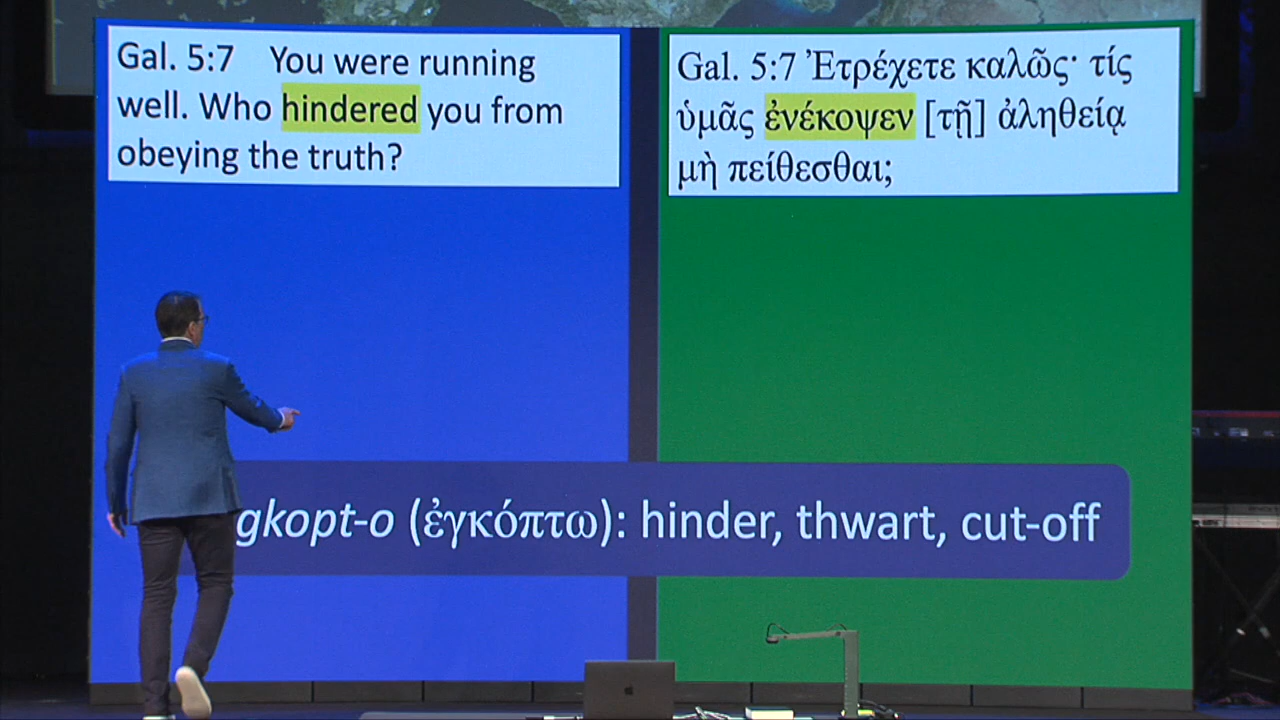 Gal. 5:7 You were running
well. Who hindered you from
obeying the truth?
Gal. 5:7 Ἐτρέχετε καλῶς· τίς
ὑμᾶς ἐνέκοψεν [τῇ] ἀληθείᾳ
μὴ πείθεσθαι;
gkopt-o (ἐγκόπτω): hinder, thwart, cut-off